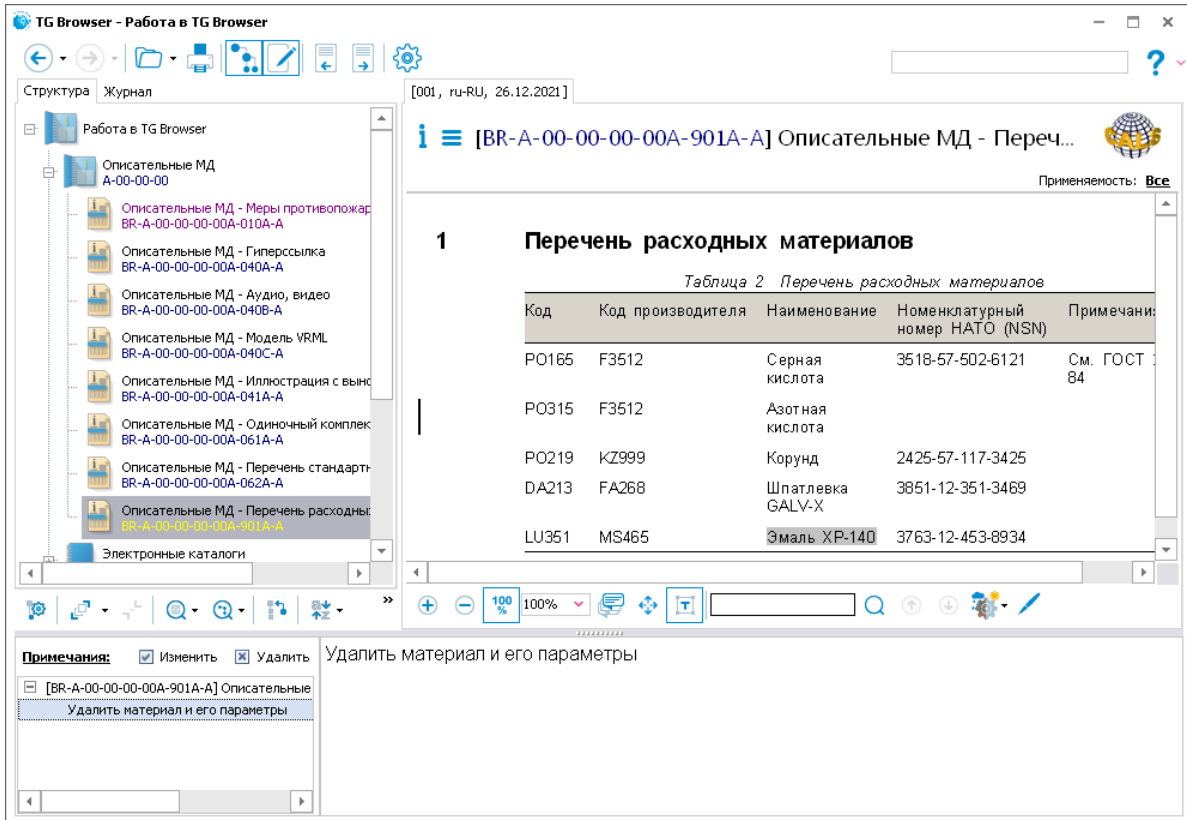 TG Browser - Работа в TG Browser
?
Структура Журнал
[001, ru-RU, 26.12.2021]
Работа в TG Browser
Описательные МД
A-00-00-00
Описательные МД - Меры противопожар
BR-A-00-00-00-00A-010A-A
Описательные МД - Гиперссылка
BR-A-00-00-00-00A-040A-A
Описательные МД - Аудио, видео
BR-A-00-00-00-00A-040B-A
Описательные МД - Модель VRML
BR-A-00-00-00-00A-040C-A
Описательные МД - Иллюстрация с вын
BR-A-00-00-00-00A-041A-A
Описательные МД - Одиночный комплек
BR-A-00-00-00-00A-061A-A
Описательные МД - Перечень стандартн
BR-A-00-00-00-00A-062A-A
Описательные МД - Перечень расходны
BR-A-00-00-00-00A-901A-A
Электронные каталоги
[BR-A-00-00-00-00A-901A-A] Описательные МД - Переч...
CALS
Применяемость: Все
1 Перечень расходных материалов
Таблица 2 Перечень расходных материалов
Код Код производителя Наименование Номенклатурный номер НАТО (NSN) Примечани
PO165 F3512 Серная кислота 3518-57-502-6121 См. ГОСТ
84
PO315 F3512 Азотная кислота
PO219 KZ999 Корунд 2425-57-117-3425
DA213 FA268 Шпатлевка GALV-X 3851-12-351-3469
LU351 MS465 Эмаль XP-140 3763-12-453-8934
100 % 100% T
Примечания: Изменить Удалить
[BR-A-00-00-00-00A-901A-A] Описательные
Удалить материал и его параметры
Удалить материал и его параметры